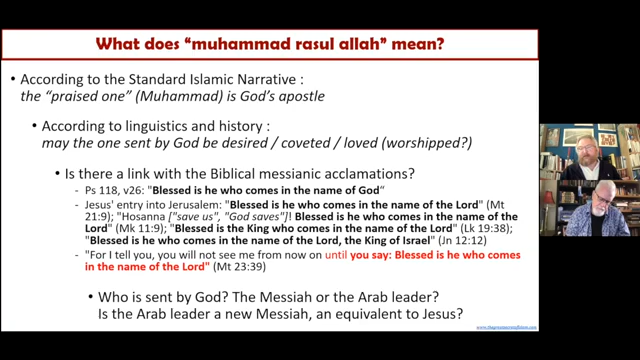 What does “muhammad rasul allah” mean?
• According to the Standard Islamic Narrative :
the “praised one” (Muhammad) is God’s apostle
• According to linguistics and history :
may the one sent by God be desired / coveted / loved (worshipped?)
• Is there a link with the Biblical messianic acclamations?
- Ps 118, v26: "Blessed is he who comes in the name of God“
- Jesus' entry into Jerusalem: "Blessed is he who comes in the name of the Lord" (Mt
21:9); "Hosanna ["save us", "God saves"]! Blessed is he who comes in the name of the
Lord" (Mk 11:9); "Blessed is the King who comes in the name of the Lord" (Lk 19:38);
"Blessed is he who comes in the name of the Lord, the King of Israel" (Jn 12:12)
- "For I tell you, you will not see me from now on until you say: Blessed is he who comes
in the name of the Lord" (Mt 23:39)
• Who is sent by God? The Messiah or the Arab leader?
Is the Arab leader a new Messiah, an equivalent to Jesus?